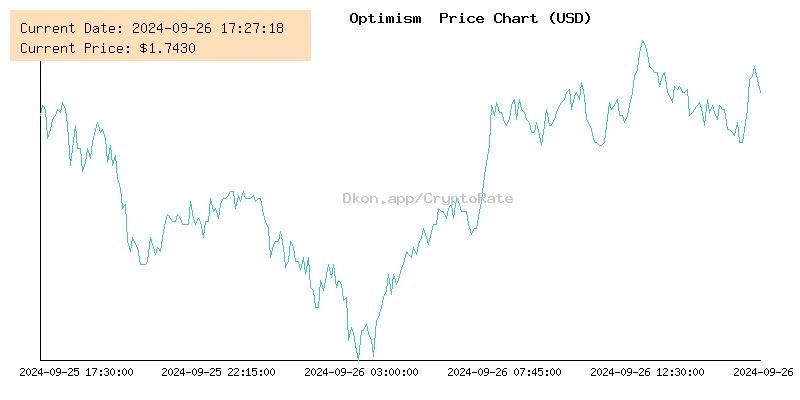 Optimism  Price Chart (USD)
Current Date: 2024-09-26 17:27:18
Current Price: $1.7430
Dkon.app/CryptoRate
2024-09-25 17:30:00 2024-09-25 22:15:00 2024-09-26 03:00:00 2024-09-26 07:45:00 2024-09-26 12:30:00 2024-09-26